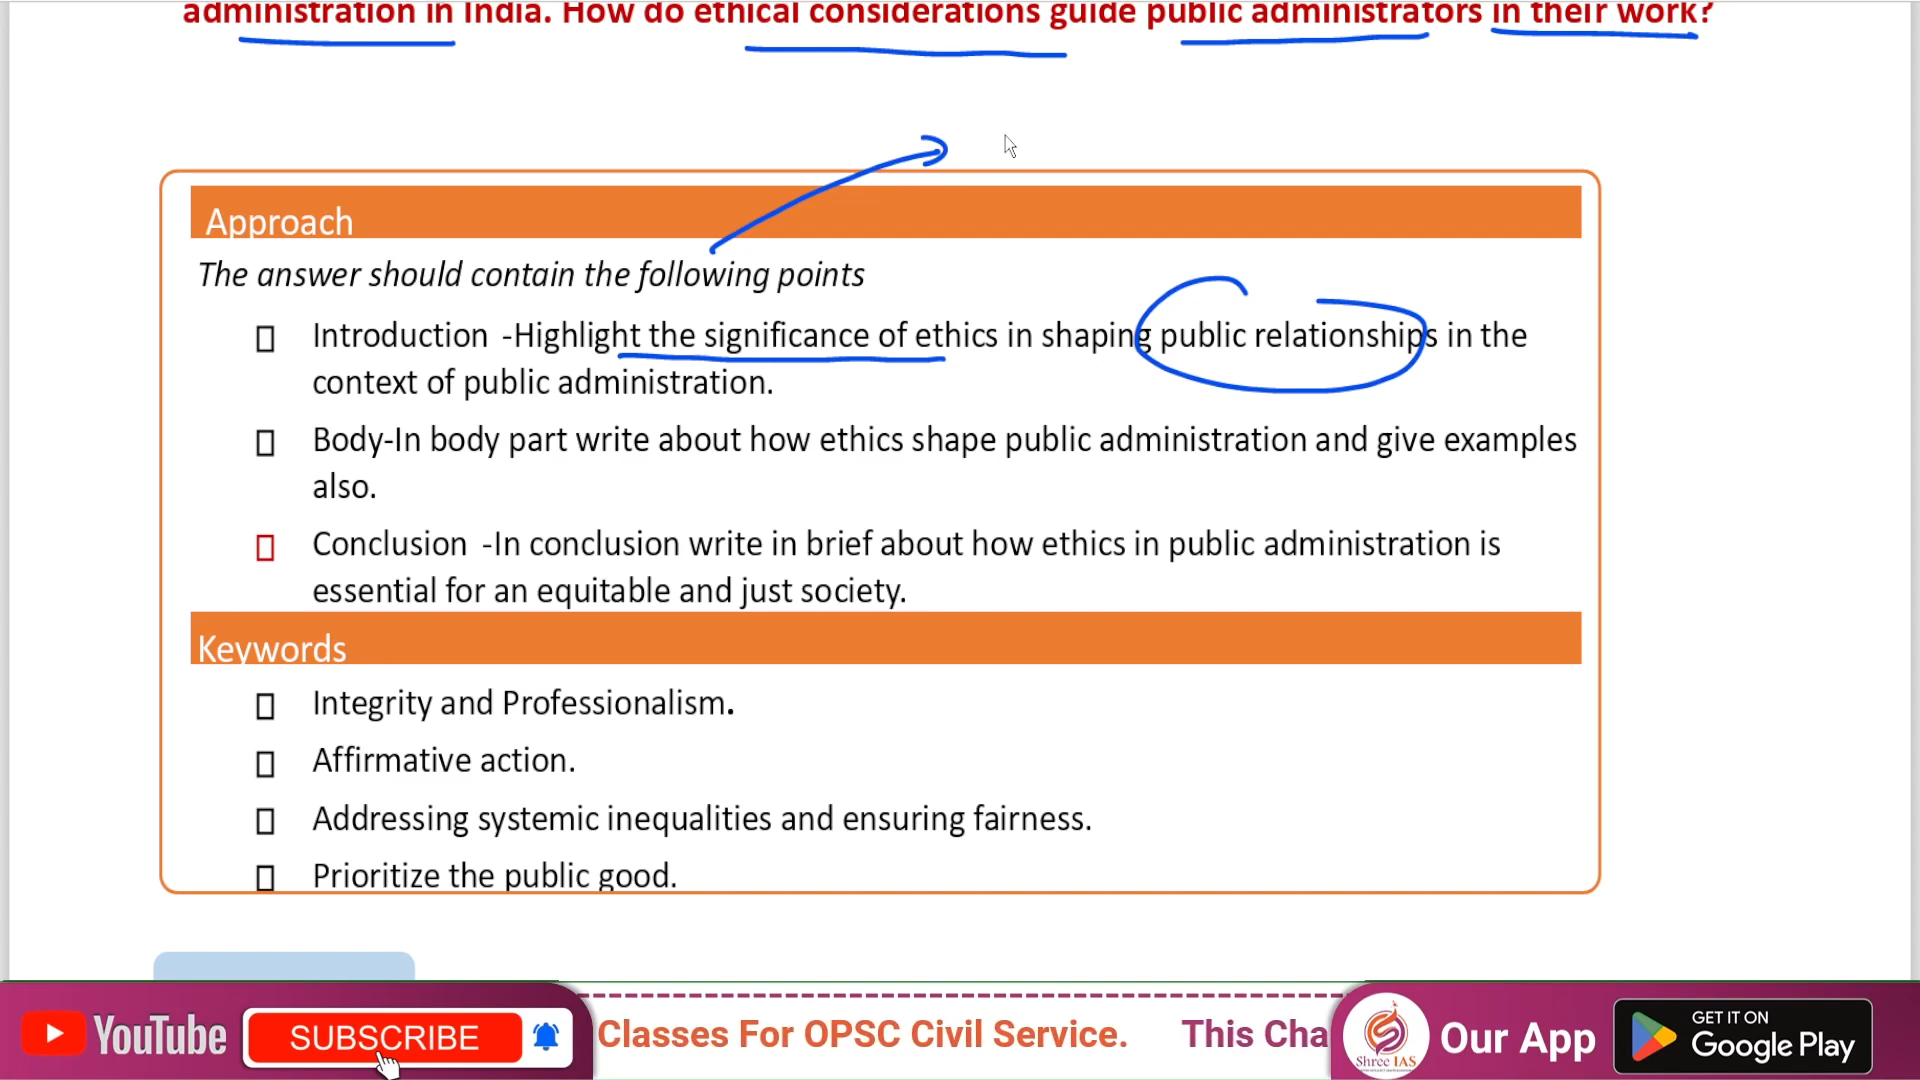 administration in India. How do ethical considerations guide public administrators in their work?
Approach
The answer should contain the following points
Introduction -Highlight the significance of ethics in shaping public relationships in the
context of public administration.
Body-In body part write about how ethics shape public administration and give examples
also.
Conclusion -In conclusion write in brief about how ethics in public administration is
essential for an equitable and just society.
Keywords
Integrity and Professionalism.
Affirmative action.
Addressing systemic inequalities and ensuring fairness.
Prioritize the public good.
YouTube SUBSCRIBE Classes For OPSC Civil Service. This Cha Shree IAS Our App GET IT ON
Google Play